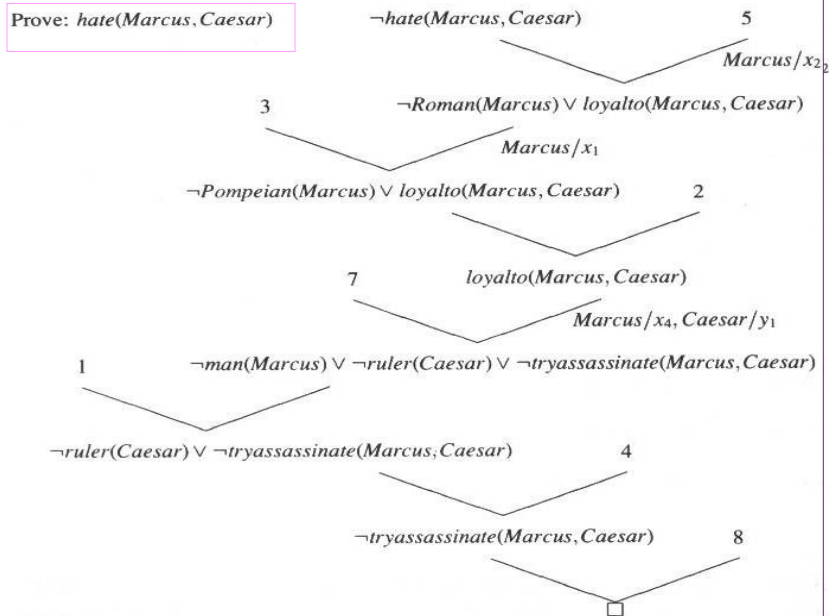 Prove: hate(Marcus,Caesar) ¬hate(Marcus,Caesar) 5
Marcus/x₂₂
3 ¬Roman(Marcus) ∨ loyalto(Marcus,Caesar)
Marcus/x₁
¬Pompeian(Marcus) ∨ loyalto(Marcus,Caesar) 2
7 loyalto(Marcus,Caesar)
Marcus/x₄, Caesar/y₁
1 ¬man(Marcus) ∨ ¬ruler(Caesar) ∨ ¬tryassassinate(Marcus,Caesar)
¬ruler(Caesar) ∨ ¬tryassassinate(Marcus,Caesar) 4
¬tryassassinate(Marcus,Caesar) 8